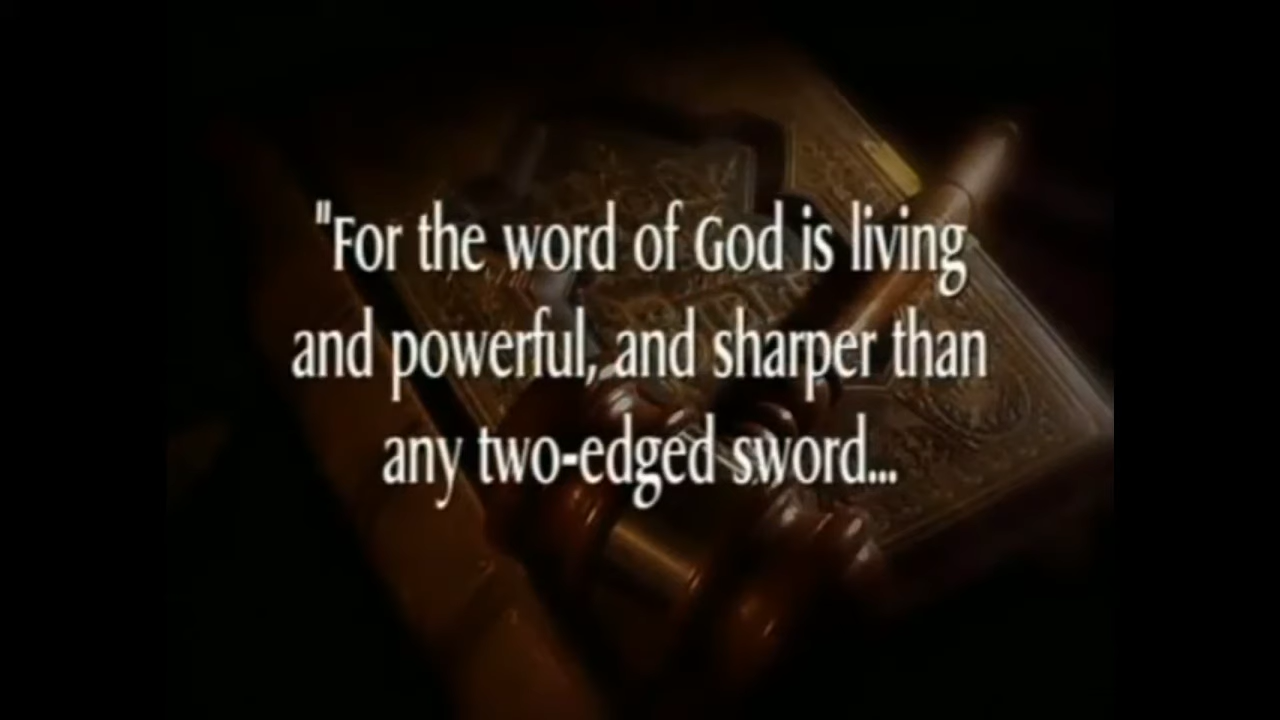 "For the word of God is living
and powerful, and sharper than
any two-edged sword...